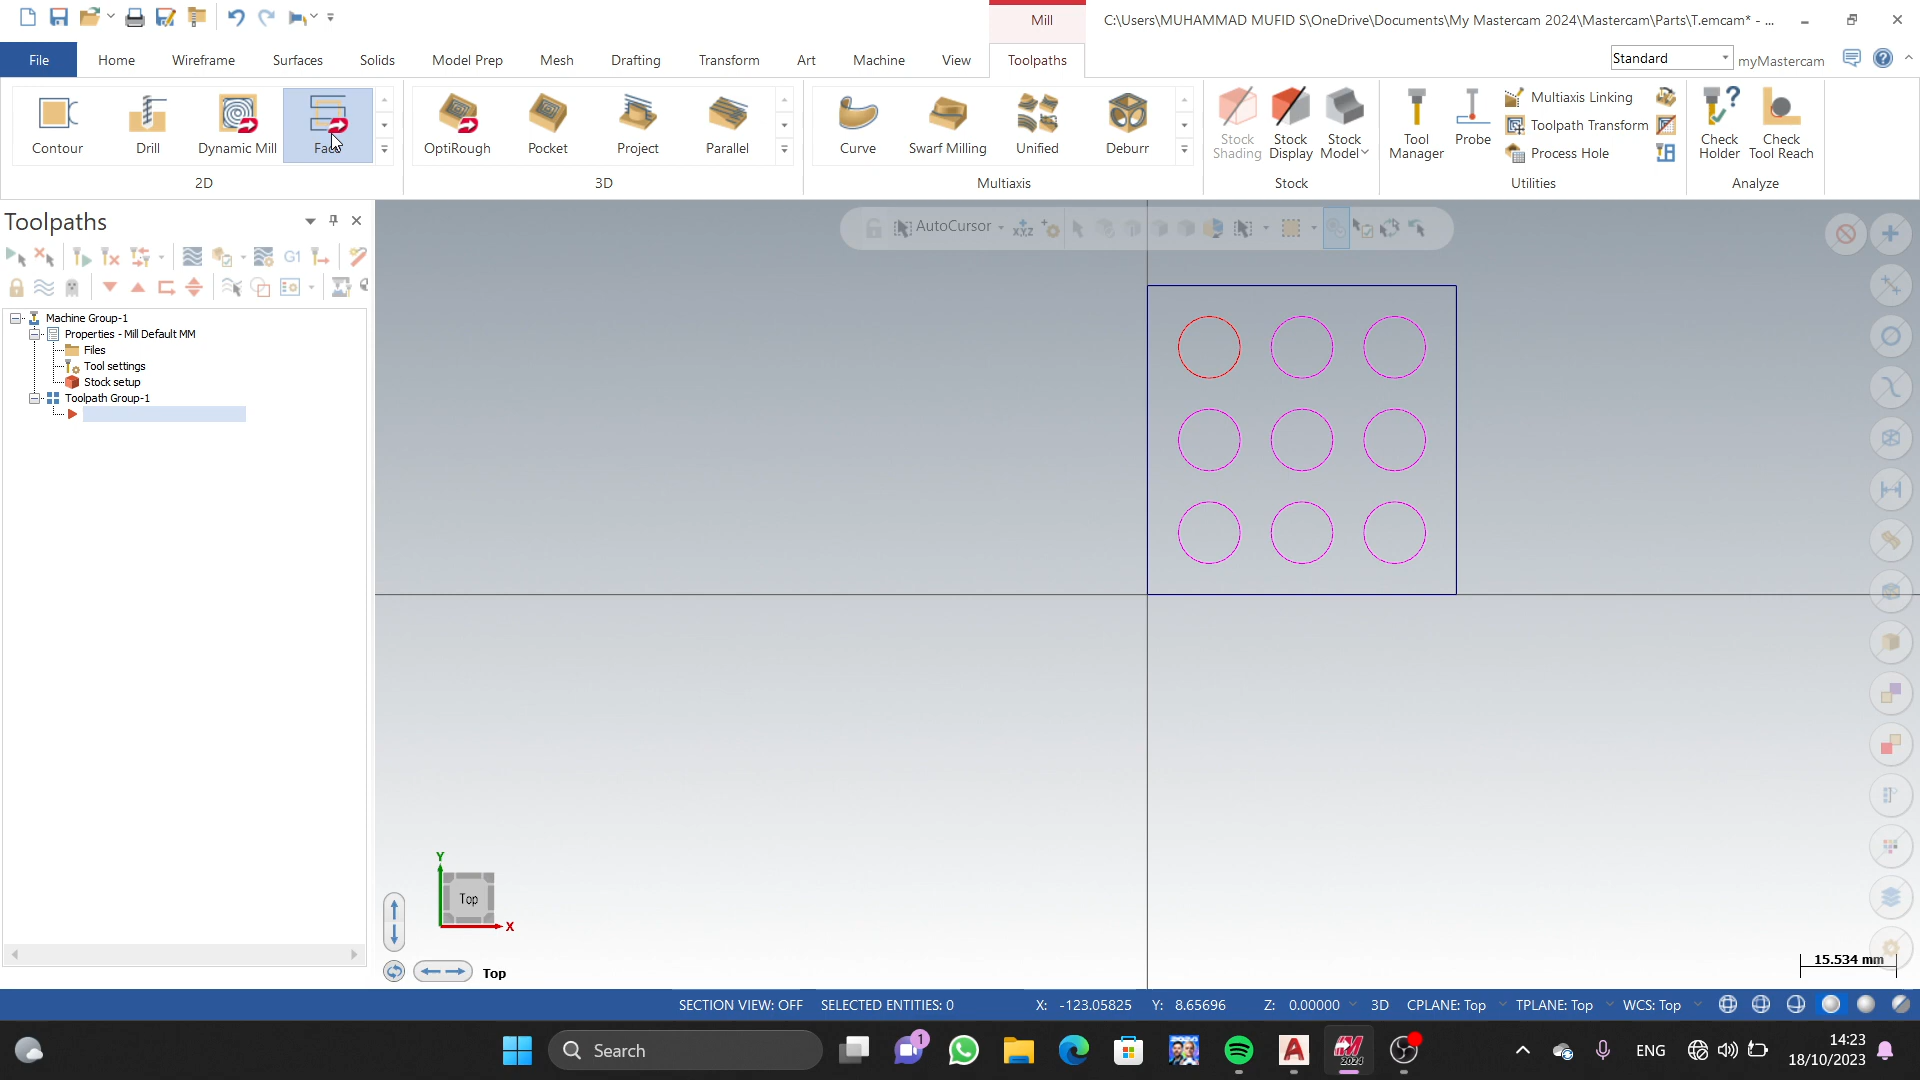 Mill
C:\Users\MUHAMMAD MUFID S\OneDrive\Documents\My Mastercam 2024\Mastercam\Parts\T.emcam* - ...
File
Home
Wireframe
Surfaces
Solids
Model Prep
Mesh
Drafting
Transform
Art
Machine
View
Toolpaths
Standard
myMastercam
Contour
Drill
Dynamic Mill
Face
2D
OptiRough
Pocket
Project
Parallel
3D
Curve
Swarf Milling
Unified
Deburr
Multiaxis
Stock Shading
Stock Display
Stock Model
Stock
Tool Manager
Probe
Multiaxis Linking
Toolpath Transform
Process Hole
Utilities
Check Holder
Check Tool Reach
Analyze
Toolpaths
G1
Machine Group-1
Properties - Mill Default MM
Files
Tool settings
Stock setup
Toolpath Group-1
AutoCursor
XYZ
Y
Top
X
Top
15.534 mm
SECTION VIEW: OFF
SELECTED ENTITIES: 0
X: -123.05825
Y: 8.65696
Z: 0.00000
3D
CPLANE: Top
TPLANE: Top
WCS: Top
Search
1
2024
ENG
14:23
18/10/2023